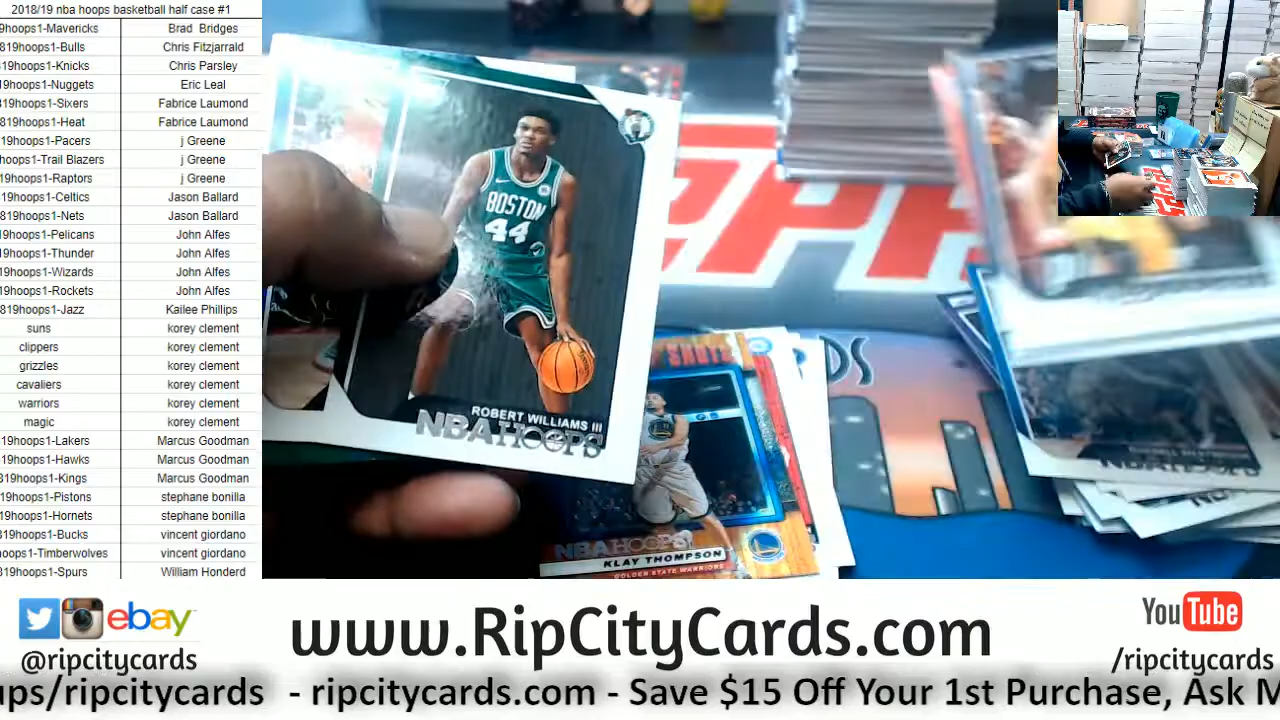 2018/19 nba hoops basketball half case #1
9hoops1-Mavericks Brad Bridges
819hoops1-Bulls Chris Fitzjarrald
19hoops1-Knicks Chris Parsley
19hoops1-Nuggets Eric Leal
819hoops1-Sixers Fabrice Laumond
819hoops1-Heat Fabrice Laumond
19hoops1-Pacers j Greene
hoops1-Trail Blazers j Greene
19hoops1-Raptors j Greene
19hoops1-Celtics Jason Ballard
819hoops1-Nets Jason Ballard
19hoops1-Pelicans John Alfes
19hoops1-Thunder John Alfes
19hoops1-Wizards John Alfes
19hoops1-Rockets John Alfes
819hoops1-Jazz Kailee Phillips
suns korey clement
clippers korey clement
grizzles korey clement
cavaliers korey clement
warriors korey clement
magic korey clement
19hoops1-Lakers Marcus Goodman
19hoops1-Hawks Marcus Goodman
819hoops1-Kings Marcus Goodman
19hoops1-Pistons stephane bonilla
19hoops1-Hornets stephane bonilla
819hoops1-Bucks vincent giordano
oops1-Timberwolves vincent giordano
819hoops1-Spurs William Honderd
BOSTON
44
ROBERT WILLIAMS III
NBA HOOPS
SHOTS
DS
NBA HOOPS
KLAY THOMPSON
GOLDEN STATE WARRIORS
ebay
@ripcitycards
www.RipCityCards.com
YouTube
/ripcitycards
ups/ripcitycards - ripcitycards.com - Save $15 Off Your 1st Purchase, Ask M